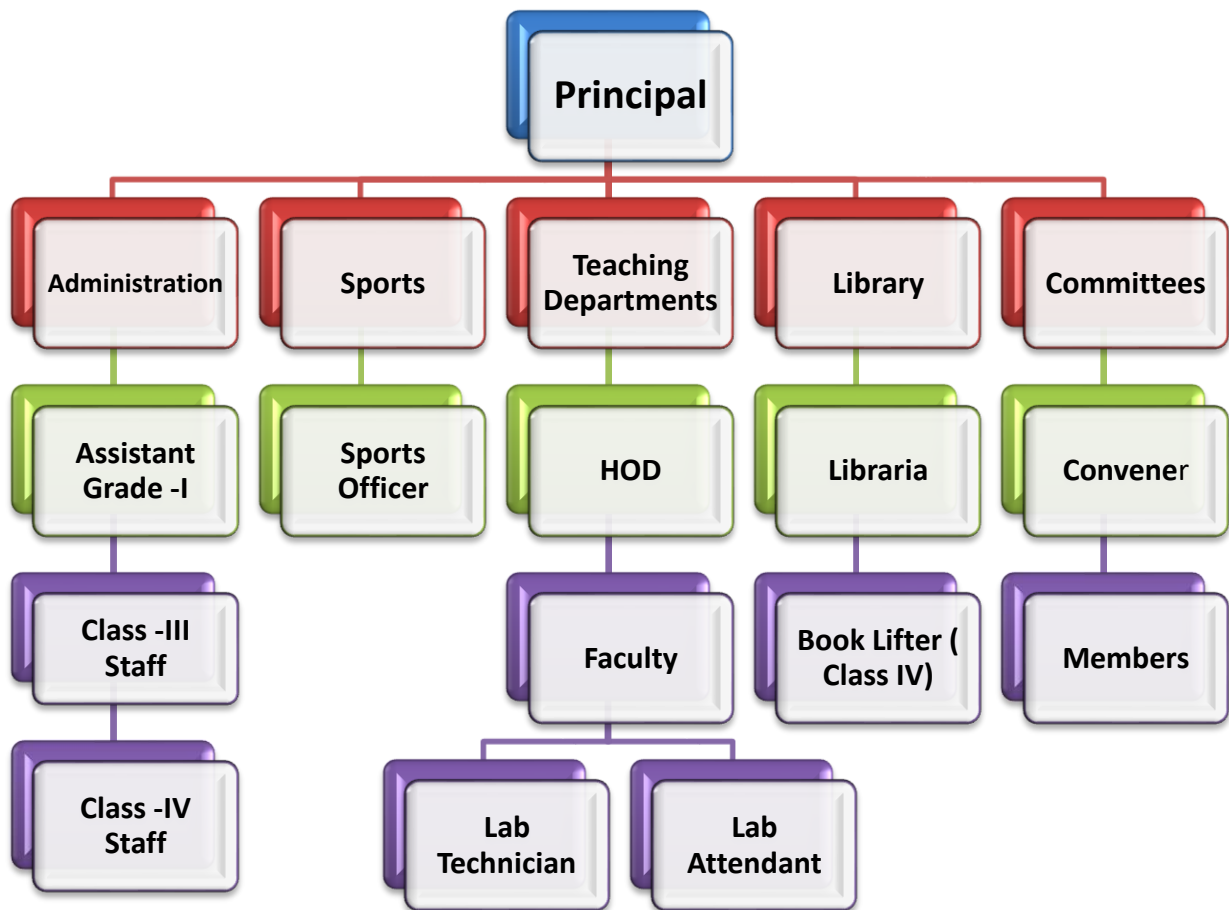 Principal
Administration
Sports
Teaching
Departments
Library
Committees
Assistant
Grade -I
Sports
Officer
HOD
Libraria
Convener
Class -III
Staff
Faculty
Book Lifter (
Class IV)
Members
Class -IV
Staff
Lab
Technician
Lab
Attendant